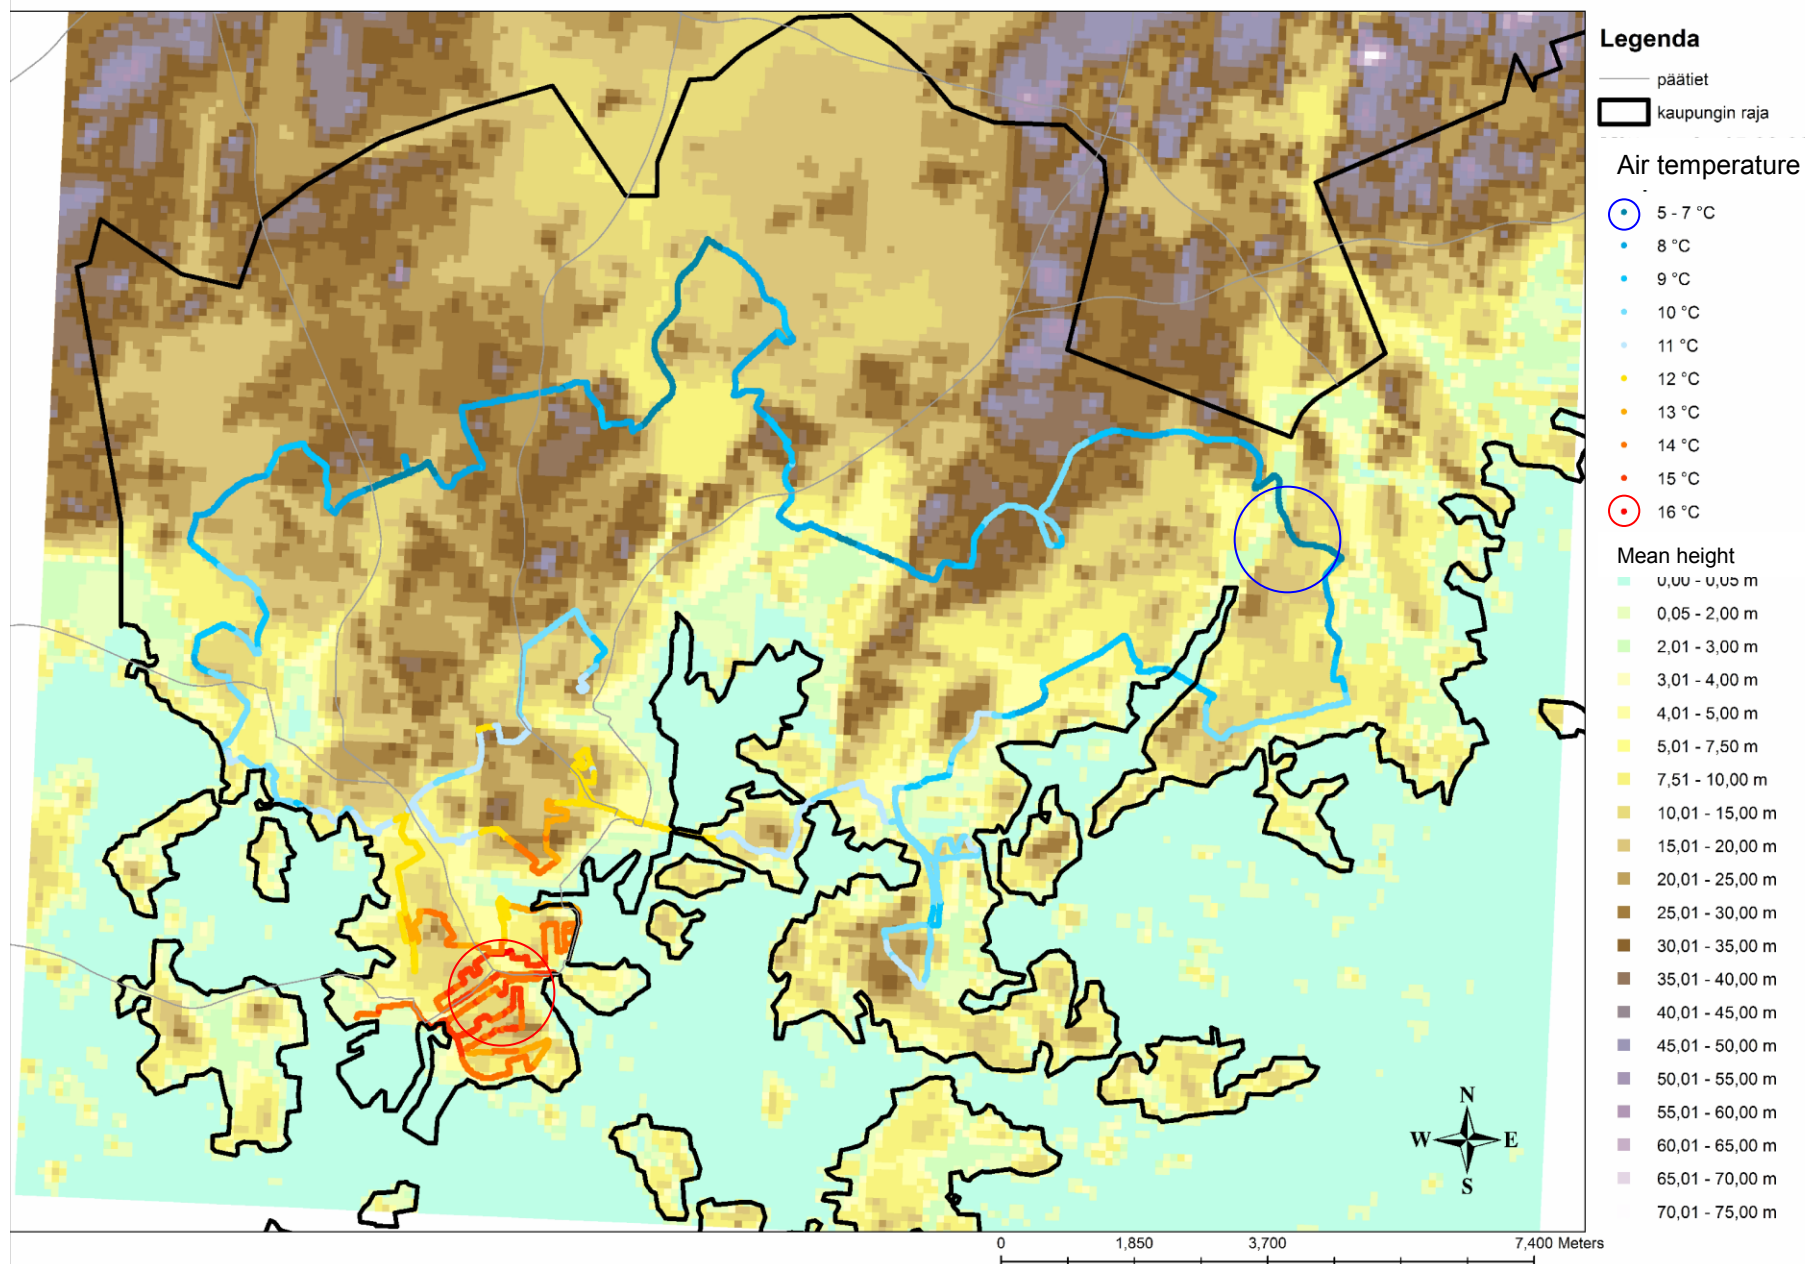 Legenda
päätiet
kaupungin raja
Air temperature
5 - 7 °C
8 °C
9 °C
10 °C
11 °C
12 °C
13 °C
14 °C
15 °C
16 °C
Mean height
0,00 - 0,05 m
0,05 - 2,00 m
2,01 - 3,00 m
3,01 - 4,00 m
4,01 - 5,00 m
5,01 - 7,50 m
7,51 - 10,00 m
10,01 - 15,00 m
15,01 - 20,00 m
20,01 - 25,00 m
25,01 - 30,00 m
30,01 - 35,00 m
35,01 - 40,00 m
40,01 - 45,00 m
45,01 - 50,00 m
50,01 - 55,00 m
55,01 - 60,00 m
60,01 - 65,00 m
65,01 - 70,00 m
70,01 - 75,00 m
N
W E
S
0 1,850 3,700 7,400 Meters